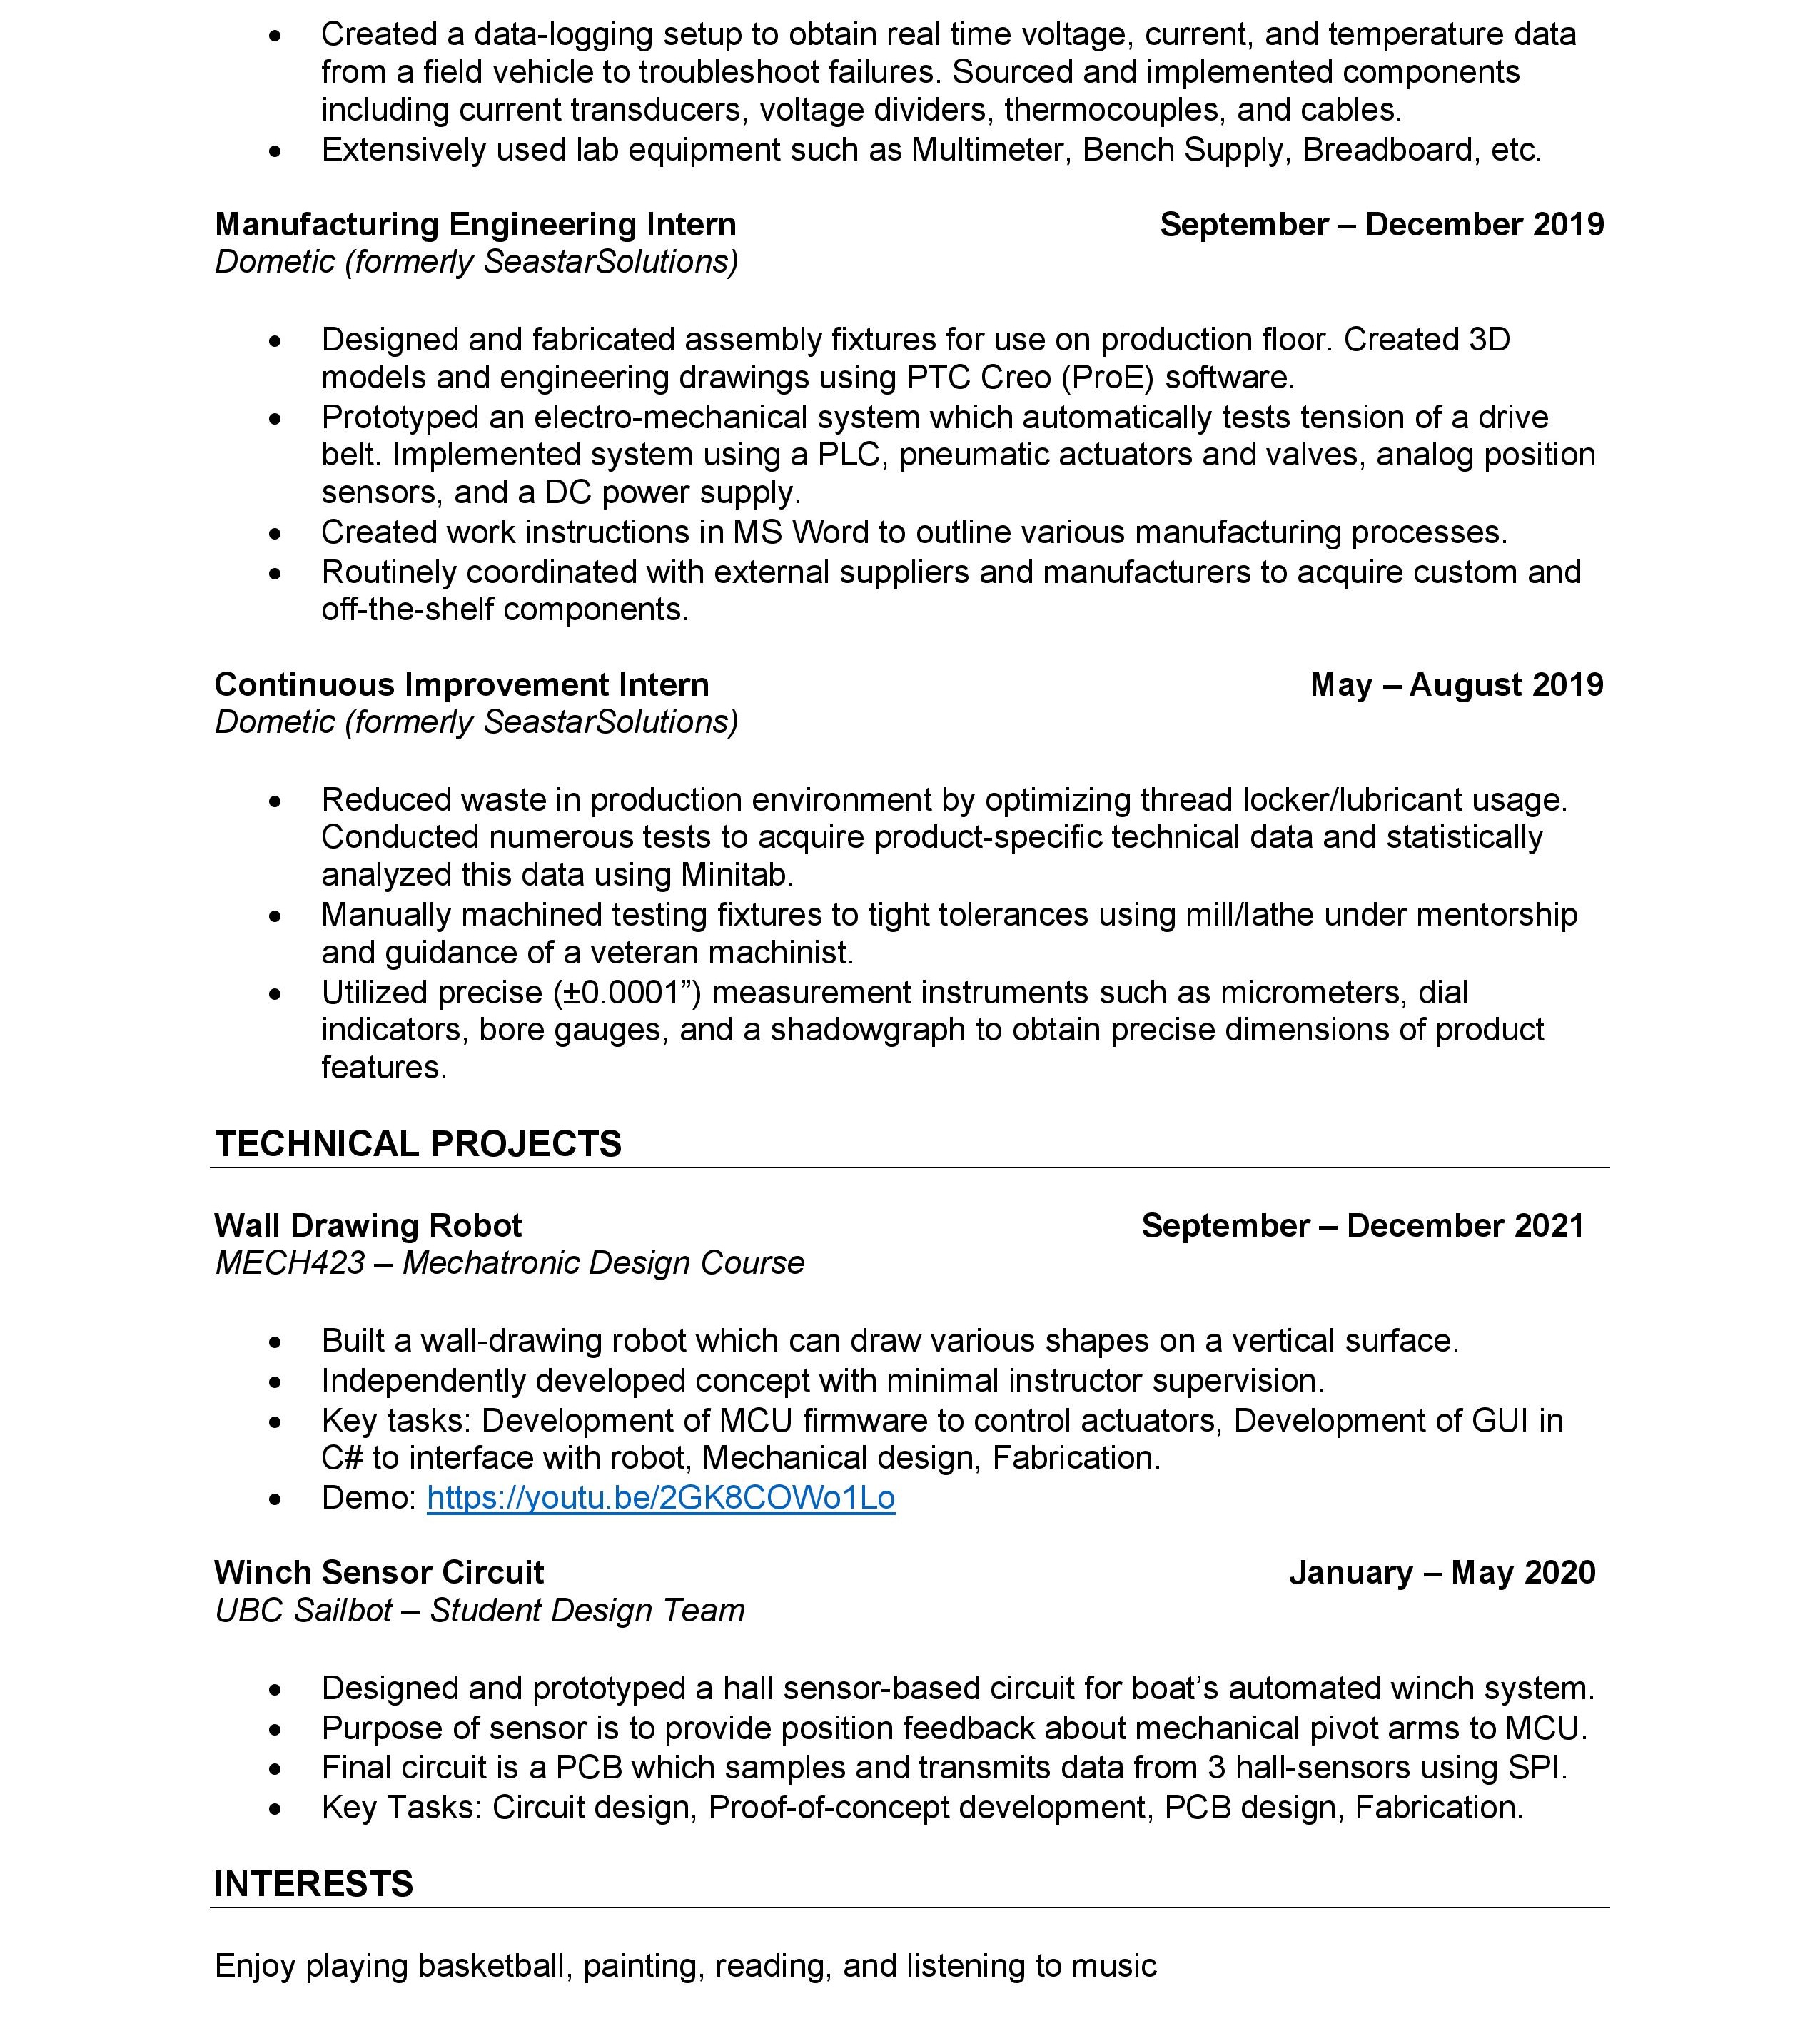 • Created a data-logging setup to obtain real time voltage, current, and temperature data
from a field vehicle to troubleshoot failures. Sourced and implemented components
including current transducers, voltage dividers, thermocouples, and cables.
• Extensively used lab equipment such as Multimeter, Bench Supply, Breadboard, etc.
Manufacturing Engineering Intern September – December 2019
Dometic (formerly SeastarSolutions)
• Designed and fabricated assembly fixtures for use on production floor. Created 3D
models and engineering drawings using PTC Creo (ProE) software.
• Prototyped an electro-mechanical system which automatically tests tension of a drive
belt. Implemented system using a PLC, pneumatic actuators and valves, analog position
sensors, and a DC power supply.
• Created work instructions in MS Word to outline various manufacturing processes.
• Routinely coordinated with external suppliers and manufacturers to acquire custom and
off-the-shelf components.
Continuous Improvement Intern May – August 2019
Dometic (formerly SeastarSolutions)
• Reduced waste in production environment by optimizing thread locker/lubricant usage.
Conducted numerous tests to acquire product-specific technical data and statistically
analyzed this data using Minitab.
• Manually machined testing fixtures to tight tolerances using mill/lathe under mentorship
and guidance of a veteran machinist.
• Utilized precise (±0.0001”) measurement instruments such as micrometers, dial
indicators, bore gauges, and a shadowgraph to obtain precise dimensions of product
features.
TECHNICAL PROJECTS
Wall Drawing Robot September – December 2021
MECH423 – Mechatronic Design Course
• Built a wall-drawing robot which can draw various shapes on a vertical surface.
• Independently developed concept with minimal instructor supervision.
• Key tasks: Development of MCU firmware to control actuators, Development of GUI in
C# to interface with robot, Mechanical design, Fabrication.
• Demo: https://youtu.be/2GK8COWo1Lo
Winch Sensor Circuit January – May 2020
UBC Sailbot – Student Design Team
• Designed and prototyped a hall sensor-based circuit for boat’s automated winch system.
• Purpose of sensor is to provide position feedback about mechanical pivot arms to MCU.
• Final circuit is a PCB which samples and transmits data from 3 hall-sensors using SPI.
• Key Tasks: Circuit design, Proof-of-concept development, PCB design, Fabrication.
INTERESTS
Enjoy playing basketball, painting, reading, and listening to music